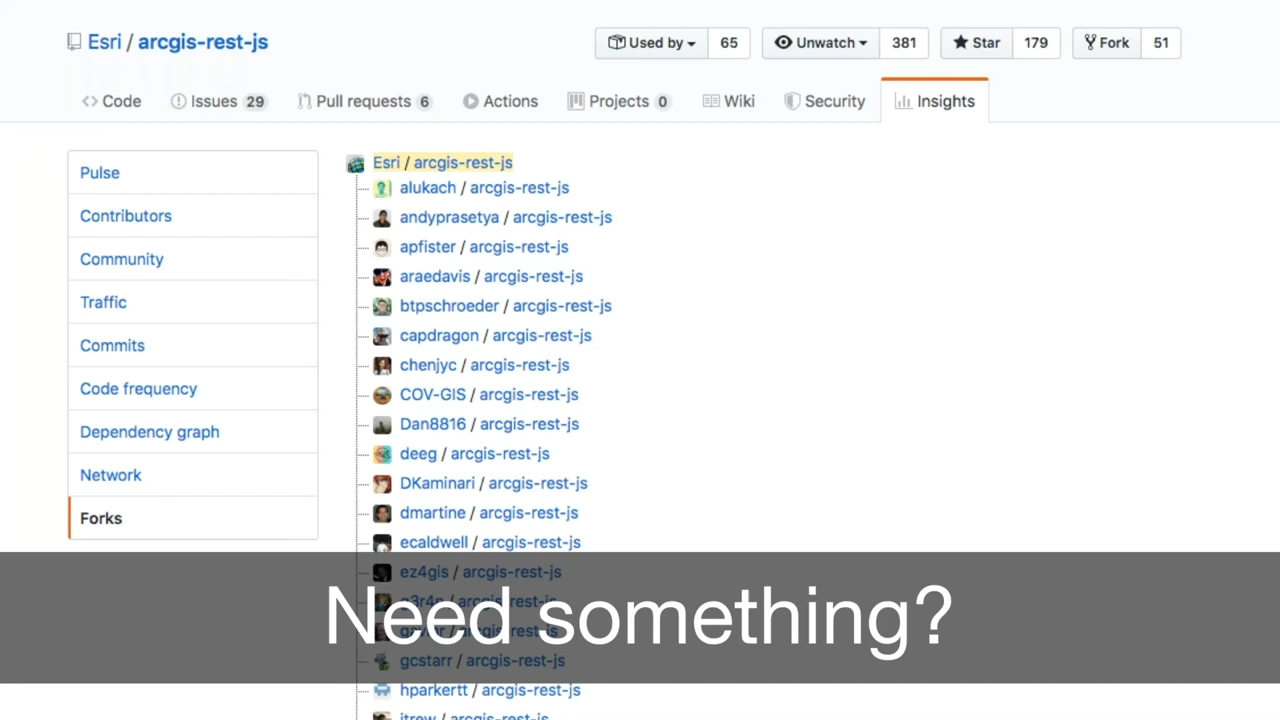 Esri / arcgis-rest-js
Used by 65 Unwatch 381 Star 179 Fork 51
Code Issues 29 Pull requests 6 Actions Projects 0 Wiki Security Insights
Pulse
Contributors
Community
Traffic
Commits
Code frequency
Dependency graph
Network
Forks
Esri / arcgis-rest-js
alukach / arcgis-rest-js
andyprasetya / arcgis-rest-js
apfister / arcgis-rest-js
araedavis / arcgis-rest-js
btpschroeder / arcgis-rest-js
capdragon / arcgis-rest-js
chenjyc / arcgis-rest-js
COV-GIS / arcgis-rest-js
Dan8816 / arcgis-rest-js
deeg / arcgis-rest-js
DKaminari / arcgis-rest-js
dmartine / arcgis-rest-js
ecaldwell / arcgis-rest-js
ez4gis / arcgis-rest-js
Need something?
gcstarr / arcgis-rest-js
hparkertt / arcgis-rest-js